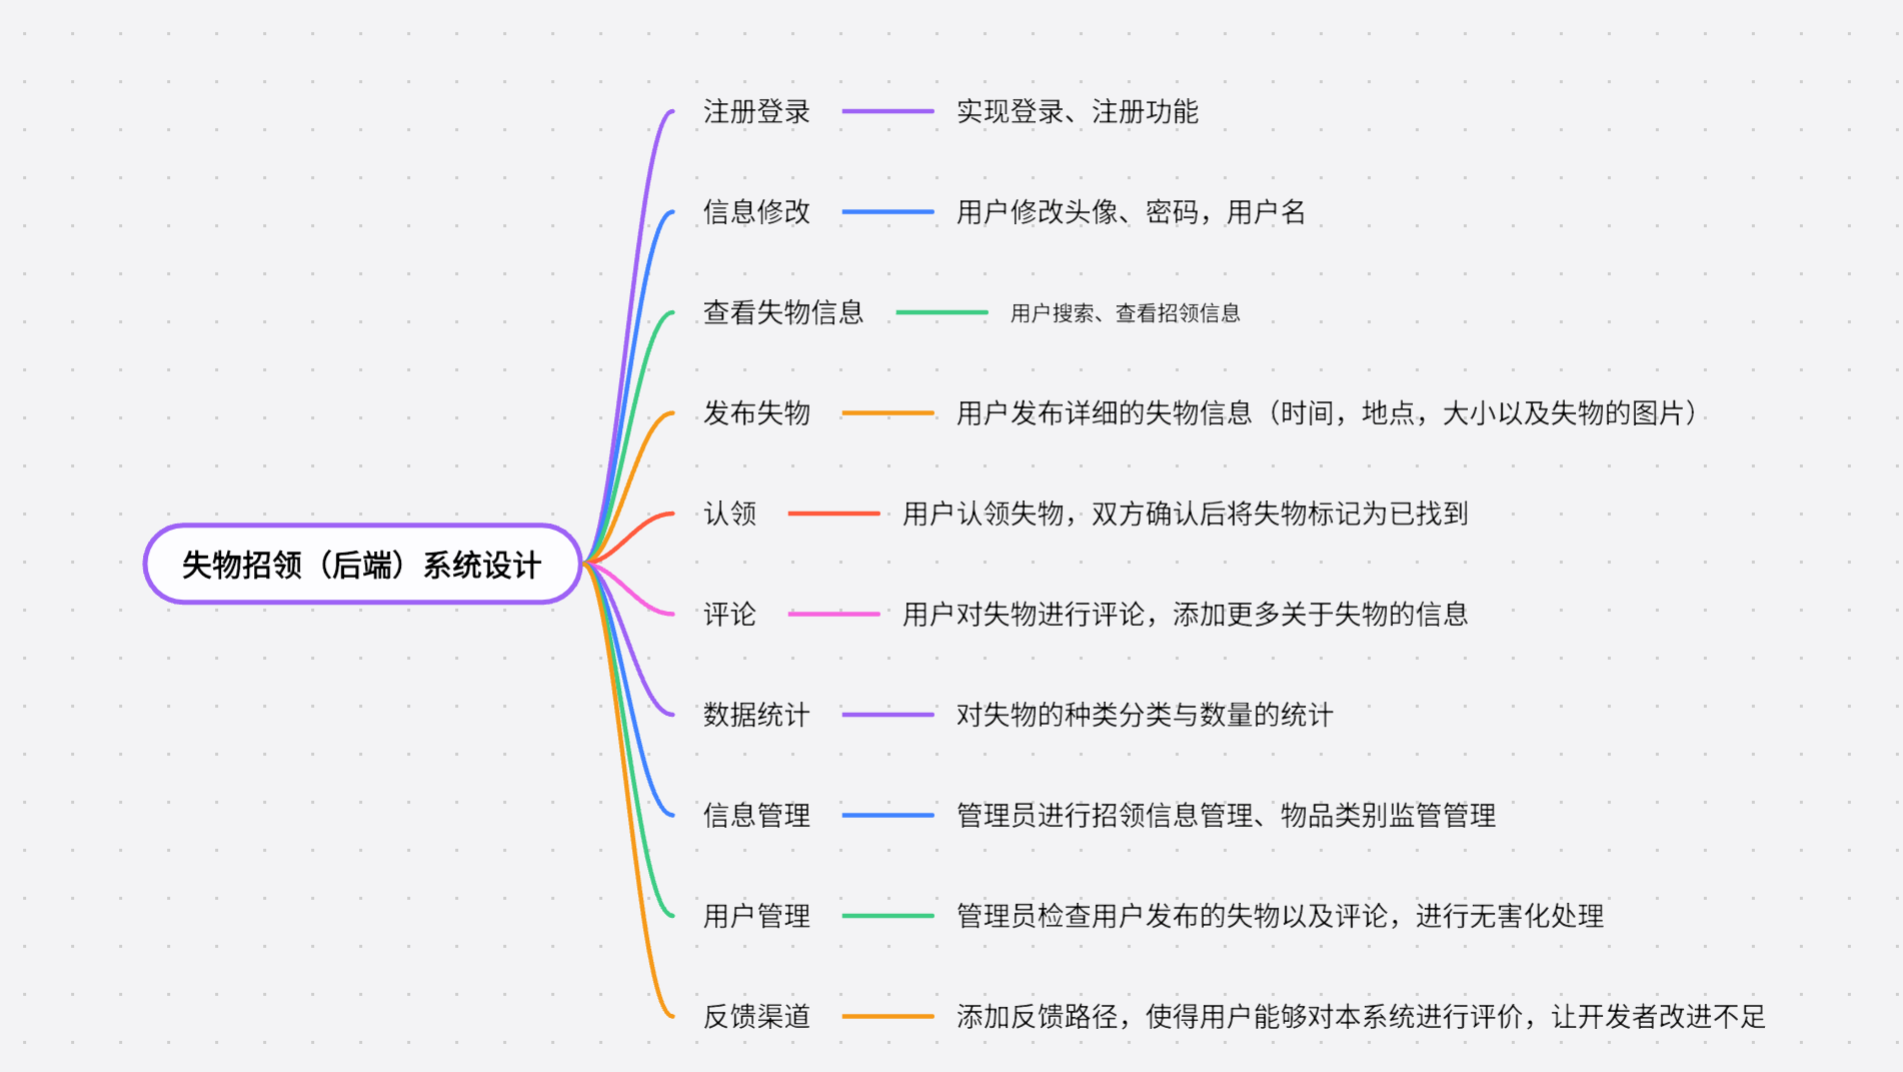 注册登录
实现登录、注册功能
信息修改
用户修改头像、密码，用户名
查看失物信息
用户搜索、查看招领信息
发布失物
用户发布详细的失物信息（时间，地点，大小以及失物的图片）
认领
用户认领失物，双方确认后将失物标记为已找到
失物招领（后端）系统设计
评论
用户对失物进行评论，添加更多关于失物的信息
数据统计
对失物的种类分类与数量的统计
信息管理
管理员进行招领信息管理、物品类别监管管理
用户管理
管理员检查用户发布的失物以及评论，进行无害化处理
反馈渠道
添加反馈路径，使得用户能够对本系统进行评价，让开发者改进不足